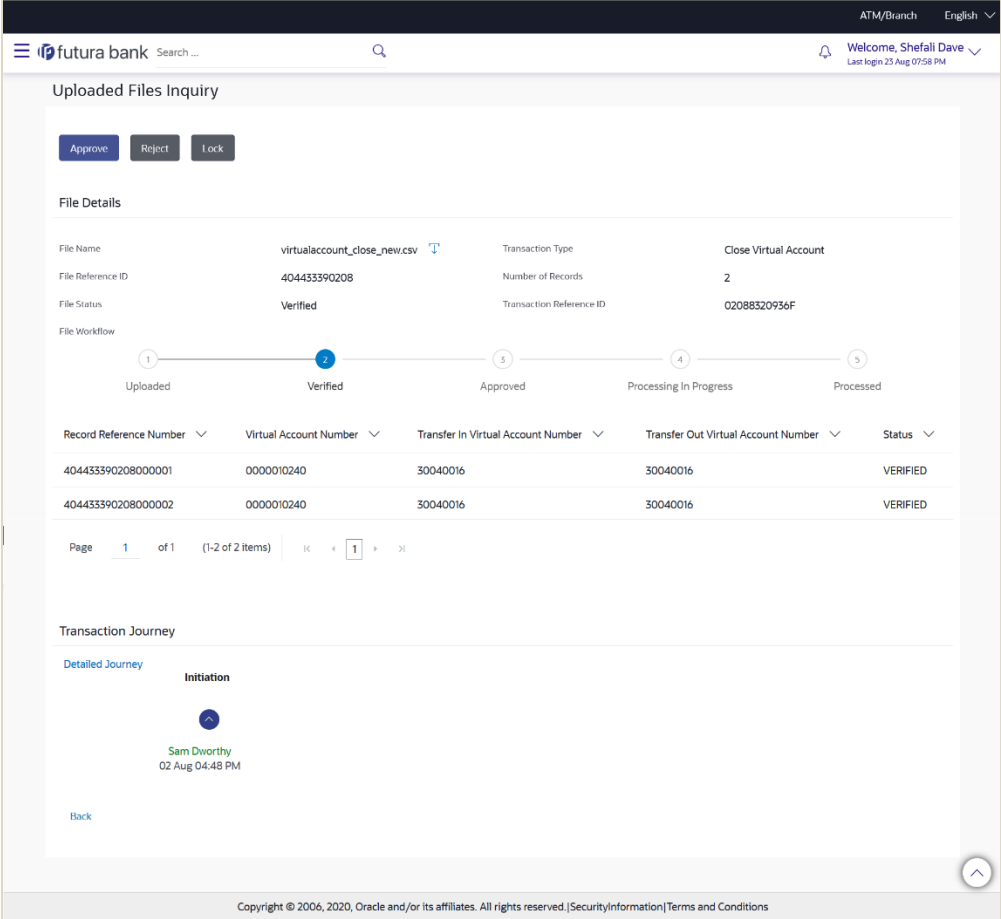 ATM/Branch English
futura bank Search ... Welcome, Shefali Dave
Last login 23 Aug 07:58 PM
Uploaded Files Inquiry
Approve Reject Lock
File Details
File Name virtualaccount_close_new.csv Transaction Type Close Virtual Account
File Reference ID 404433390208 Number of Records 2
File Status Verified Transaction Reference ID 02088320936F
File Workflow
1 2 3 4 5
Uploaded Verified Approved Processing In Progress Processed
Record Reference Number Virtual Account Number Transfer In Virtual Account Number Transfer Out Virtual Account Number Status
404433390208000001 0000010240 30040016 30040016 VERIFIED
404433390208000002 0000010240 30040016 30040016 VERIFIED
Page 1 of 1 (1-2 of 2 items) 1
Transaction Journey
Detailed Journey
Initiation
Sam Dworthy
02 Aug 04:48 PM
Back
Copyright © 2006, 2020, Oracle and/or its affiliates. All rights reserved.|SecurityInformation|Terms and Conditions